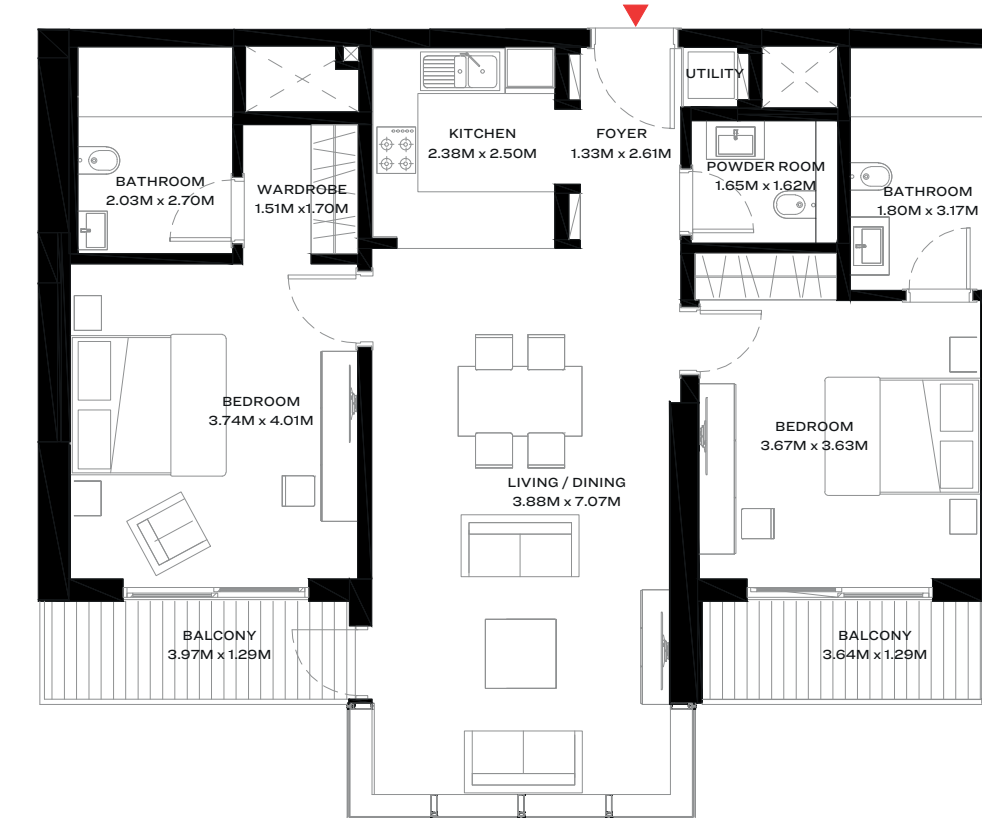 UTILITY
KITCHEN
2.38M x 2.50M
FOYER
1.33M x 2.61M
POWDER ROOM
1.65M x 1.62M
BATHROOM
2.03M x 2.70M
WARDROBE
1.51M x1.70M
BATHROOM
1.80M x 3.17M
BEDROOM
3.74M x 4.01M
BEDROOM
3.67M x 3.63M
LIVING / DINING
3.88M x 7.07M
BALCONY
3.97M x 1.29M
BALCONY
3.64M x 1.29M